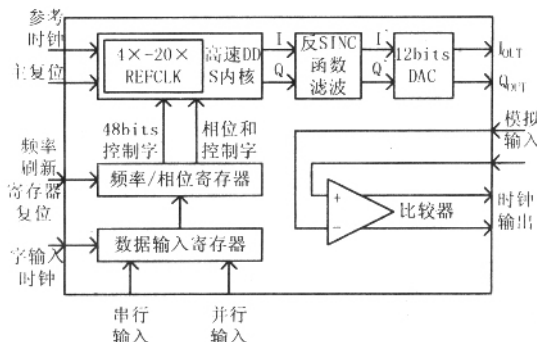 参考
时钟
主复位
4×-20×
REFCLK
高速DD
S内核
I
Q
反SINC
函数
滤波
I
Q
12bits
DAC
IOUT
QOUT
48bits
控制字
相位和
控制字
模拟
输入
频率
刷新
寄存器
复位
频率/相位寄存器
+
-
比较器
时钟
输出
字输入
时钟
数据输入寄存器
串行
输入
并行
输入